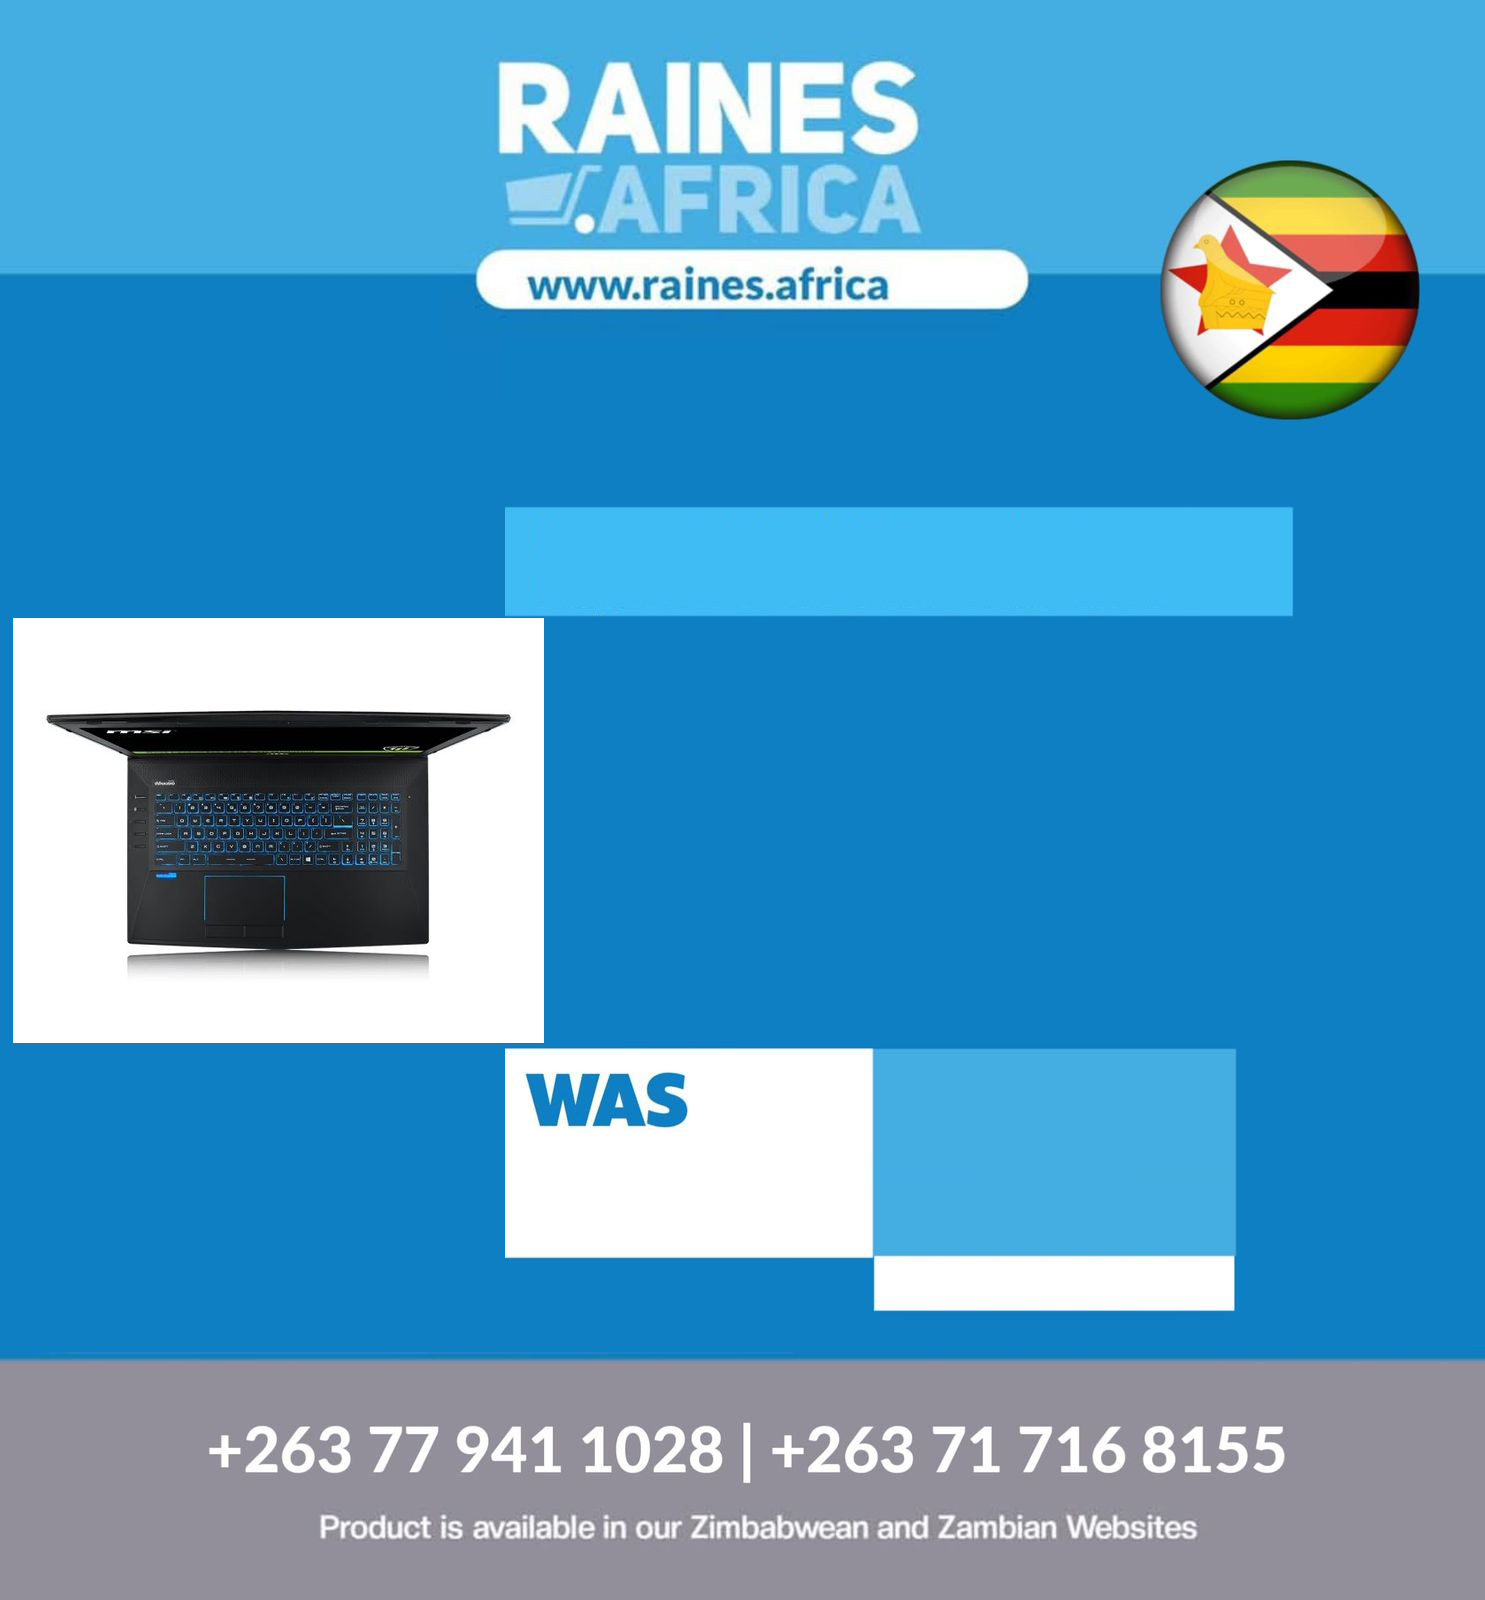 RAINES
.AFRICA
www.raines.africa
msi
WAS
+263 77 941 1028 | +263 71 716 8155
Product is available in our Zimbabwean and Zambian Websites